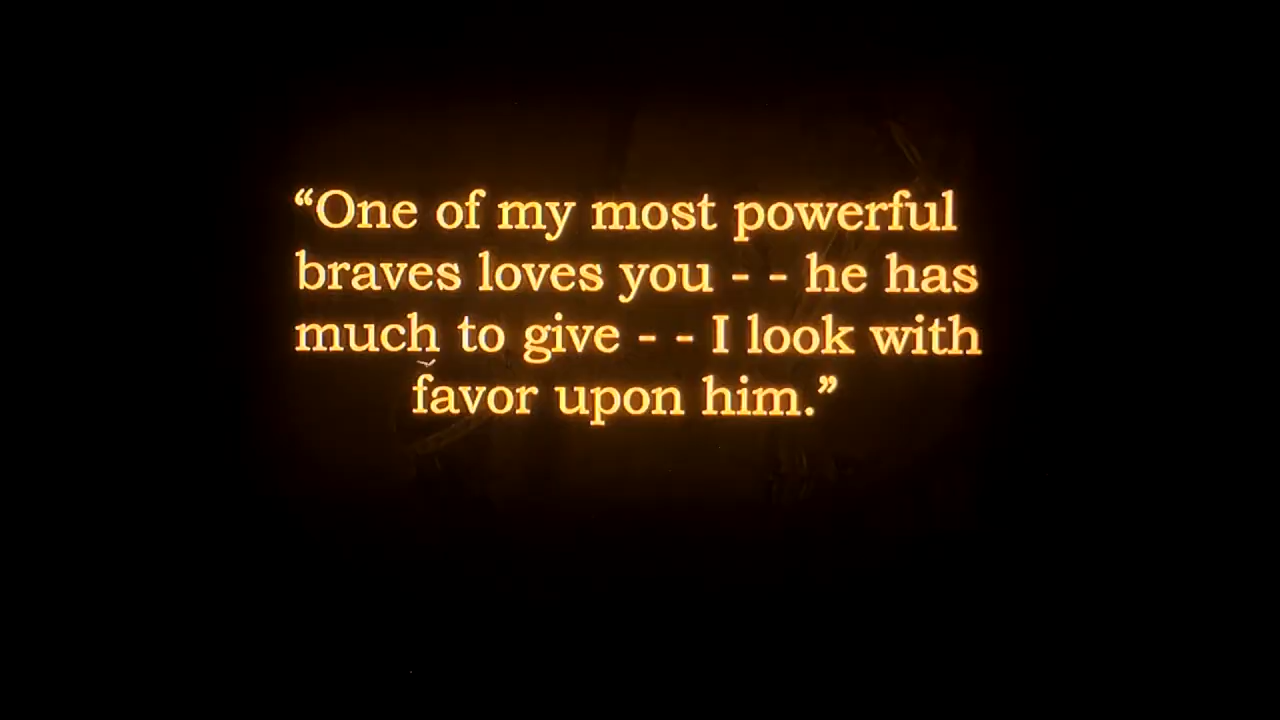 “One of my most powerful
braves loves you - - he has
much to give - - I look with
favor upon him.”